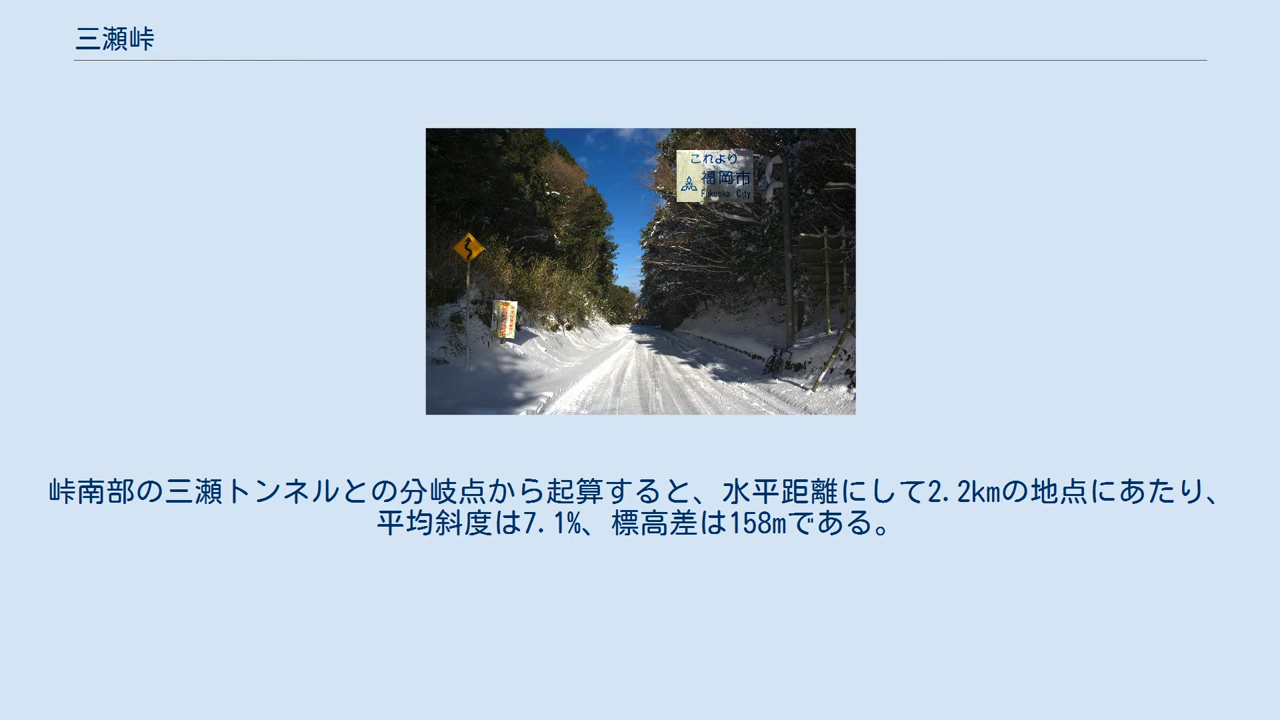 三瀬峠
これより
福岡市
Fukuoka City
峠南部の三瀬トンネルとの分岐点から起算すると、水平距離にして2.2kmの地点にあたり、
平均斜度は7.1%、標高差は158mである。